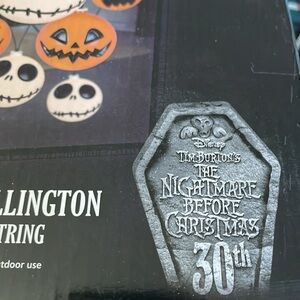 LLINGTON
TRING
tdoor use
Disney
TIM BURTON'S
THE
NIGHTMARE
BEFORE
CHRISTMAS
30th